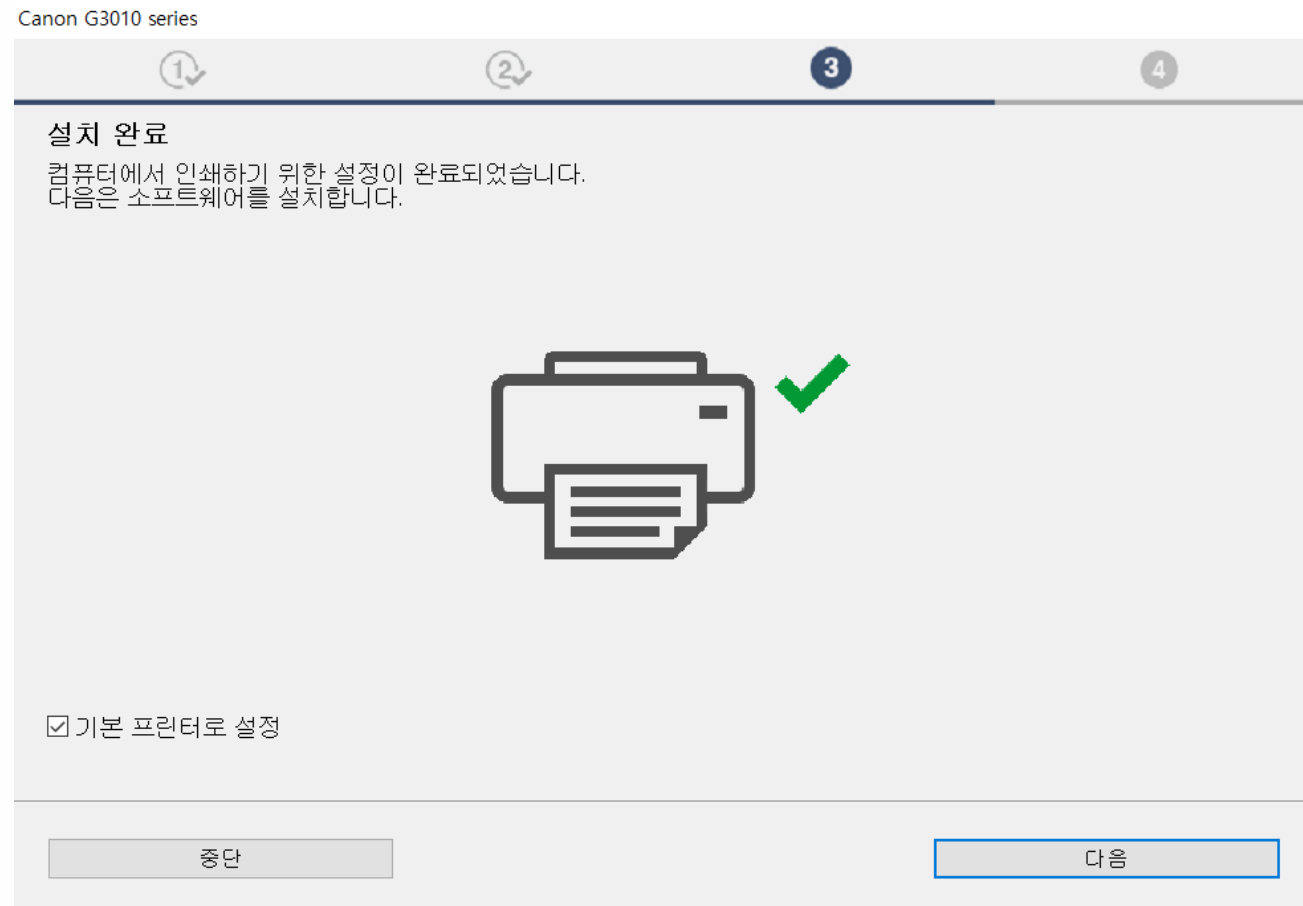 Canon G3010 series
1 2 3 4
설치 완료
컴퓨터에서 인쇄하기 위한 설정이 완료되었습니다.
다음은 소프트웨어를 설치합니다.
기본 프린터로 설정
중단 다음